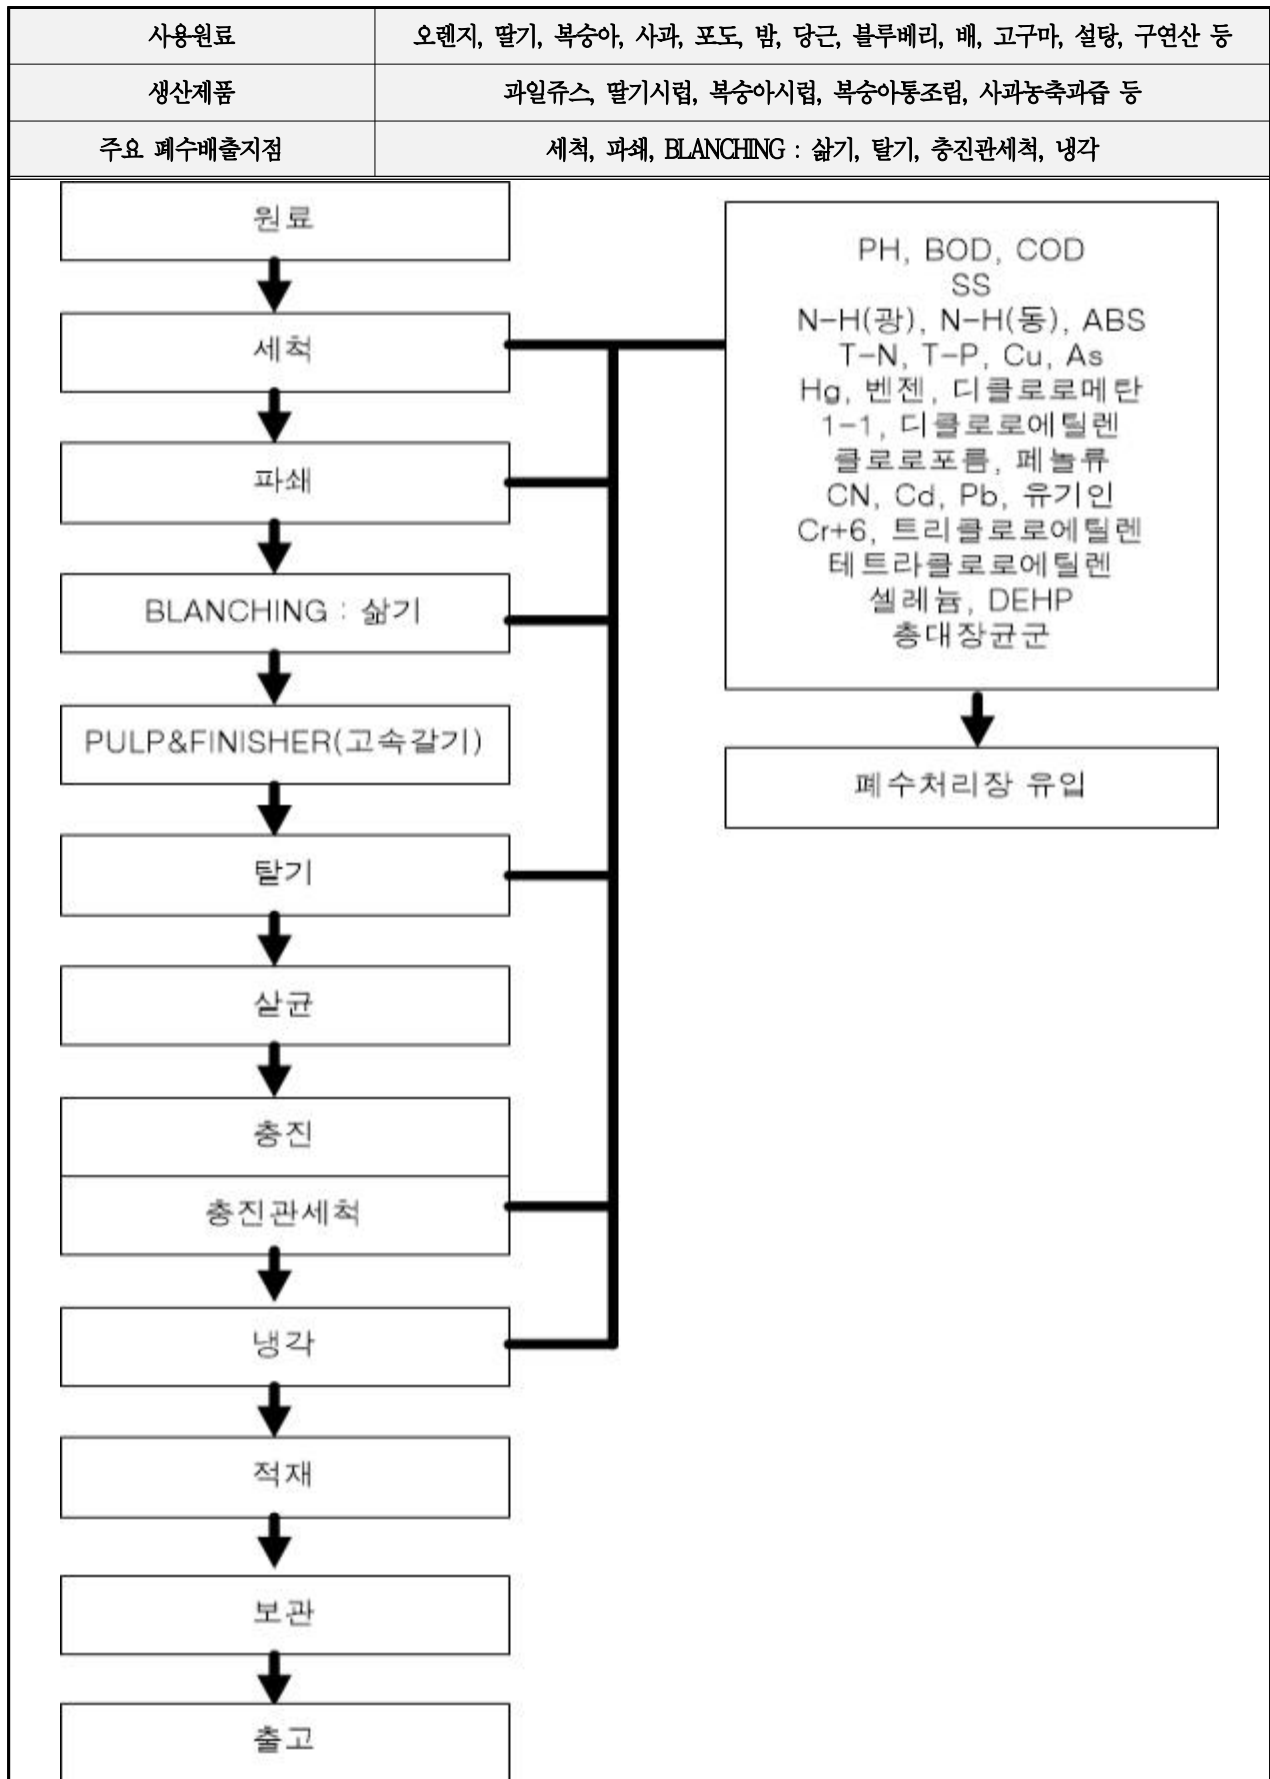 사용원료 오렌지, 딸기, 복숭아, 사과, 포도, 밤, 당근, 블루베리, 배, 고구마, 설탕, 구연산 등
생산제품 과일쥬스, 딸기시럽, 복숭아시럽, 복숭아통조림, 사과농축과즙 등
주요 폐수배출지점 세척, 파쇄, BLANCHING : 삶기, 탈기, 충진관세척, 냉각
원료
세척
파쇄
BLANCHING : 삶기
PULP&FINISHER(고속갈기)
탈기
살균
충진
충진관세척
냉각
적재
보관
출고
PH, BOD, COD
SS
N-H(광), N-H(동), ABS
T-N, T-P, Cu, As
Hg, 벤젠, 디클로로메탄
1-1, 디클로로에틸렌
클로로포름, 페놀류
CN, Cd, Pb, 유기인
Cr+6, 트리클로로에틸렌
테트라클로로에틸렌
셀레늄, DEHP
총대장균군
폐수처리장 유입